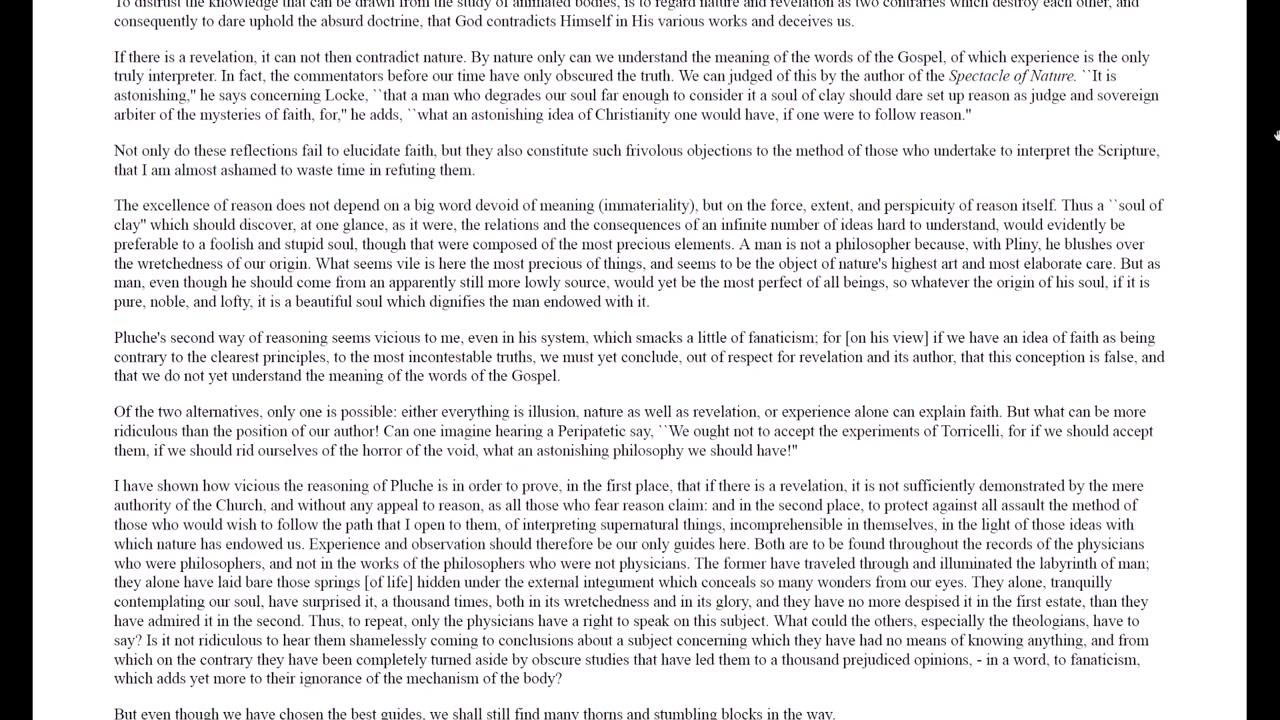 To distrust the knowledge that can be drawn from the study of animated bodies, is to regard nature and revelation as two contraries which destroy each other, and
consequently to dare uphold the absurd doctrine, that God contradicts Himself in His various works and deceives us.
If there is a revelation, it can not then contradict nature. By nature only can we understand the meaning of the words of the Gospel, of which experience is the only
truly interpreter. In fact, the commentators before our time have only obscured the truth. We can judged of this by the author of the Spectacle of Nature. ``It is
astonishing,'' he says concerning Locke, ``that a man who degrades our soul far enough to consider it a soul of clay should dare set up reason as judge and sovereign
arbiter of the mysteries of faith, for,'' he adds, ``what an astonishing idea of Christianity one would have, if one were to follow reason.''
Not only do these reflections fail to elucidate faith, but they also constitute such frivolous objections to the method of those who undertake to interpret the Scripture,
that I am almost ashamed to waste time in refuting them.
The excellence of reason does not depend on a big word devoid of meaning (immateriality), but on the force, extent, and perspicuity of reason itself. Thus a ``soul of
clay'' which should discover, at one glance, as it were, the relations and the consequences of an infinite number of ideas hard to understand, would evidently be
preferable to a foolish and stupid soul, though that were composed of the most precious elements. A man is not a philosopher because, with Pliny, he blushes over
the wretchedness of our origin. What seems vile is here the most precious of things, and seems to be the object of nature's highest art and most elaborate care. But as
man, even though he should come from an apparently still more lowly source, would yet be the most perfect of all beings, so whatever the origin of his soul, if it is
pure, noble, and lofty, it is a beautiful soul which dignifies the man endowed with it.
Pluche's second way of reasoning seems vicious to me, even in his system, which smacks a little of fanaticism; for [on his view] if we have an idea of faith as being
contrary to the clearest principles, to the most incontestable truths, we must yet conclude, out of respect for revelation and its author, that this conception is false, and
that we do not yet understand the meaning of the words of the Gospel.
Of the two alternatives, only one is possible: either everything is illusion, nature as well as revelation, or experience alone can explain faith. But what can be more
ridiculous than the position of our author! Can one imagine hearing a Peripatetic say, ``We ought not to accept the experiments of Torricelli, for if we should accept
them, if we should rid ourselves of the horror of the void, what an astonishing philosophy we should have!''
I have shown how vicious the reasoning of Pluche is in order to prove, in the first place, that if there is a revelation, it is not sufficiently demonstrated by the mere
authority of the Church, and without any appeal to reason, as all those who fear reason claim: and in the second place, to protect against all assault the method of
those who would wish to follow the path that I open to them, of interpreting supernatural things, incomprehensible in themselves, in the light of those ideas with
which nature has endowed us. Experience and observation should therefore be our only guides here. Both are to be found throughout the records of the physicians
who were philosophers, and not in the works of the philosophers who were not physicians. The former have traveled through and illuminated the labyrinth of man;
they alone have laid bare those springs [of life] hidden under the external integument which conceals so many wonders from our eyes. They alone, tranquilly
contemplating our soul, have surprised it, a thousand times, both in its wretchedness and in its glory, and they have no more despised it in the first estate, than they
have admired it in the second. Thus, to repeat, only the physicians have a right to speak on this subject. What could the others, especially the theologians, have to
say? Is it not ridiculous to hear them shamelessly coming to conclusions about a subject concerning which they have had no means of knowing anything, and from
which on the contrary they have been completely turned aside by obscure studies that have led them to a thousand prejudiced opinions, - in a word, to fanaticism,
which adds yet more to their ignorance of the mechanism of the body?
But even though we have chosen the best guides, we shall still find many thorns and stumbling blocks in the way.